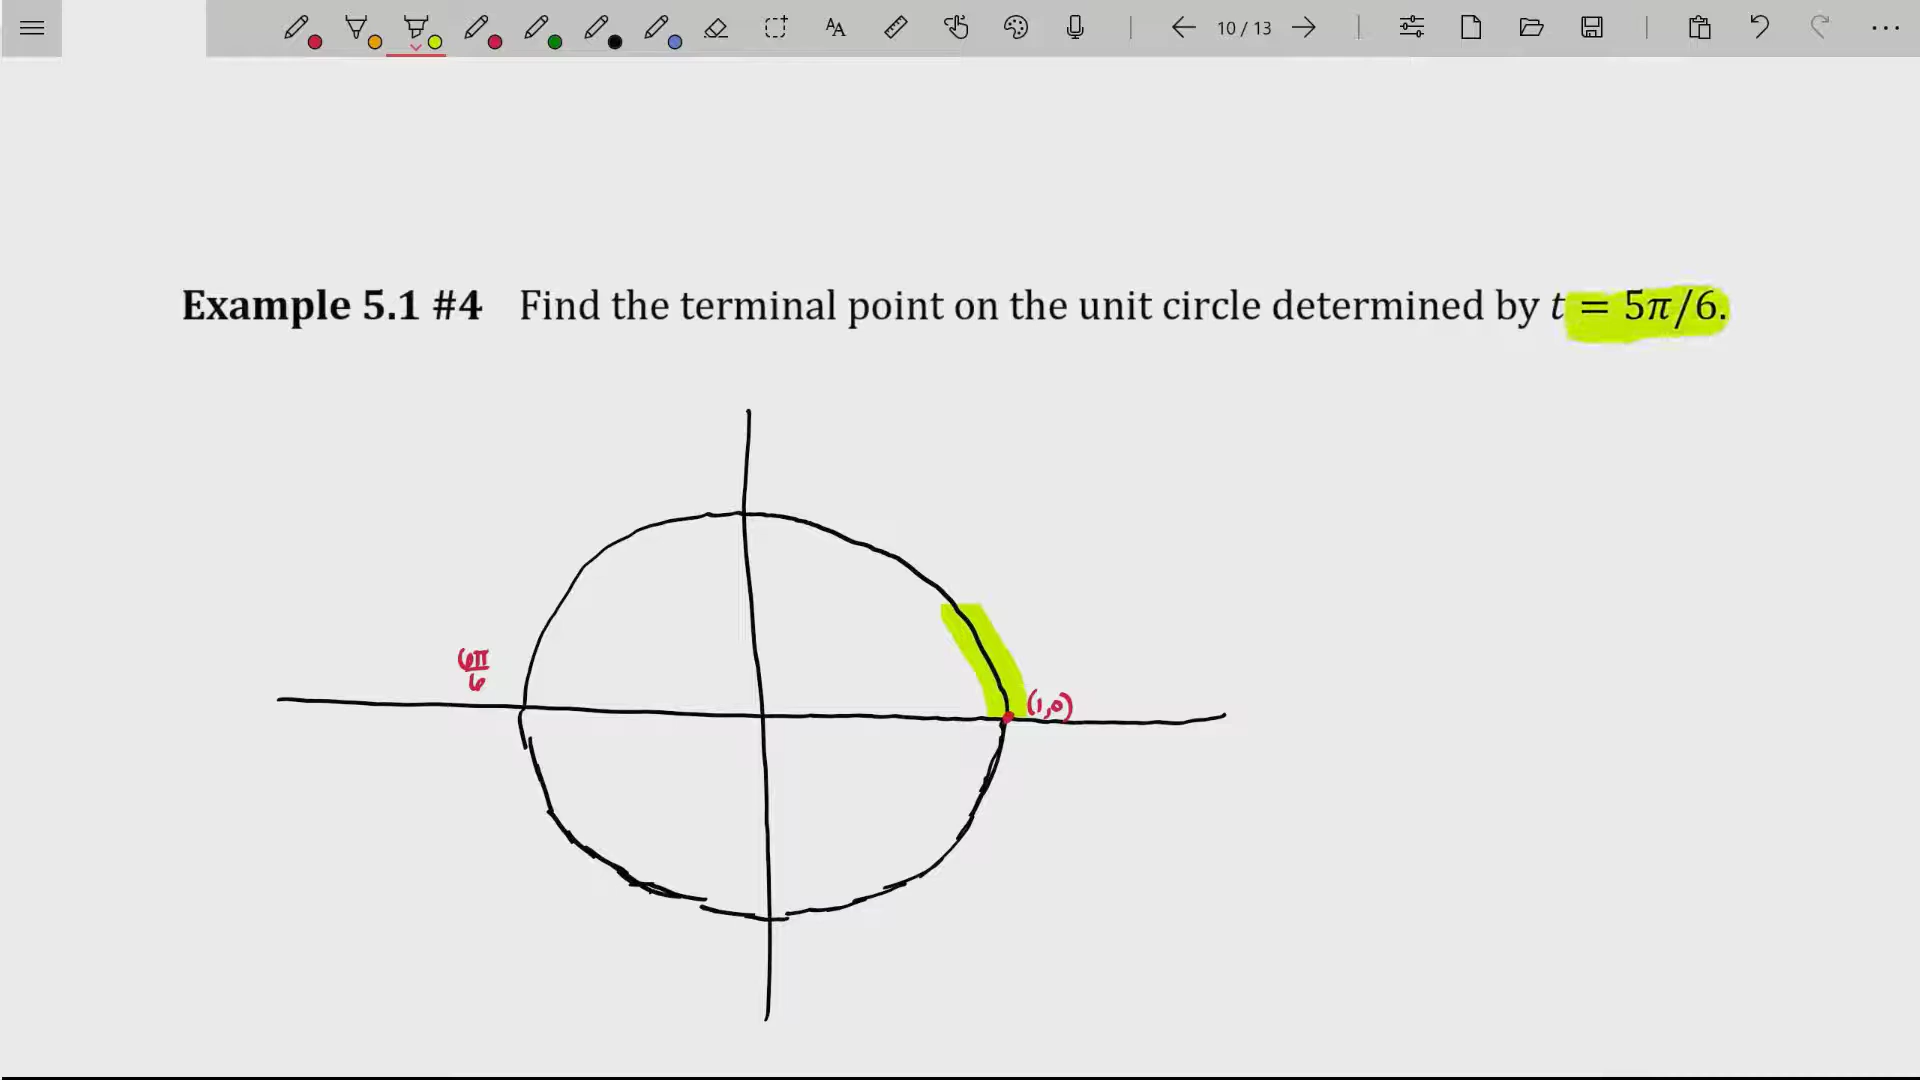 10 / 13
Example 5.1 #4 Find the terminal point on the unit circle determined by t = 5π/6.
6π
6
(1,0)